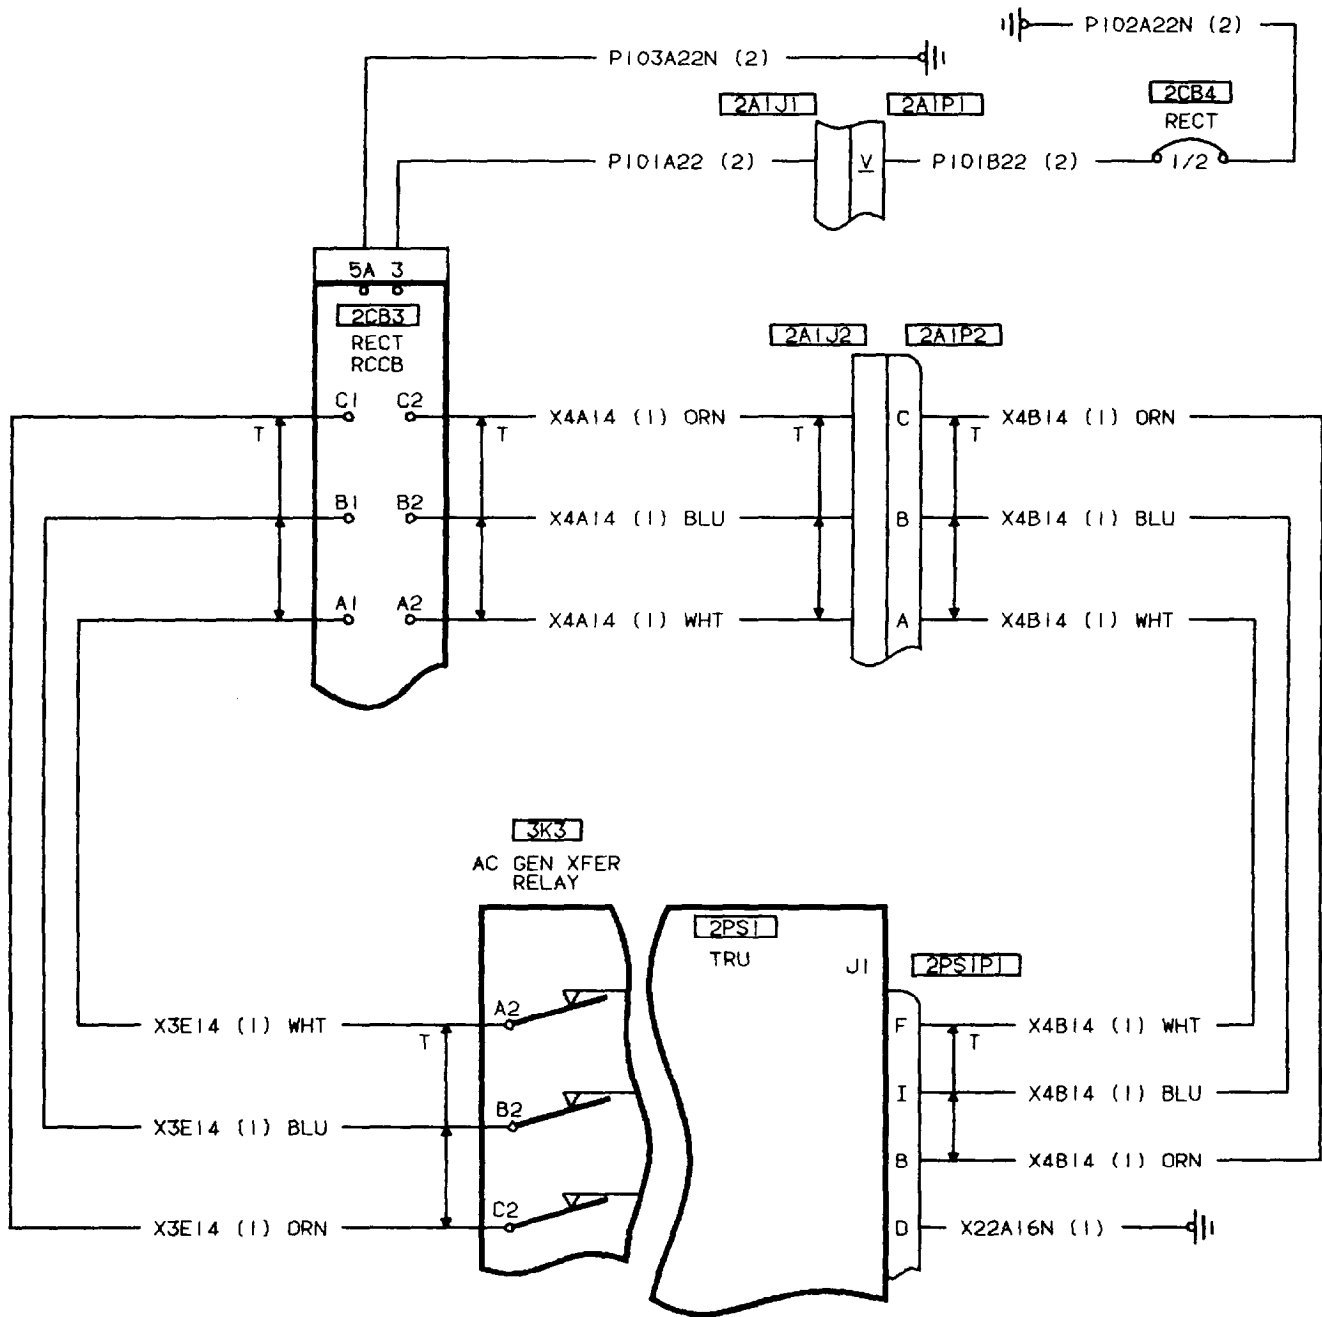 P102A22N (2)
P103A22N (2)
2A1J1 2A1P1 2CB4
RECT
P101A22 (2) V P101B22 (2) 1/2
5A 3
2CB3
RECT
RCCB
2A1J2 2A1P2
C1 C2 X4A14 (1) ORN C X4B14 (1) ORN
T T T T
B1 B2 X4A14 (1) BLU B X4B14 (1) BLU
A1 A2 X4A14 (1) WHT A X4B14 (1) WHT
3K3
AC GEN XFER
RELAY
2PS1
TRU J1 2PS1P1
A2
X3E14 (1) WHT F X4B14 (1) WHT
T T
I X4B14 (1) BLU
B2
X3E14 (1) BLU
B X4B14 (1) ORN
C2
X3E14 (1) ORN D X22A16N (1)